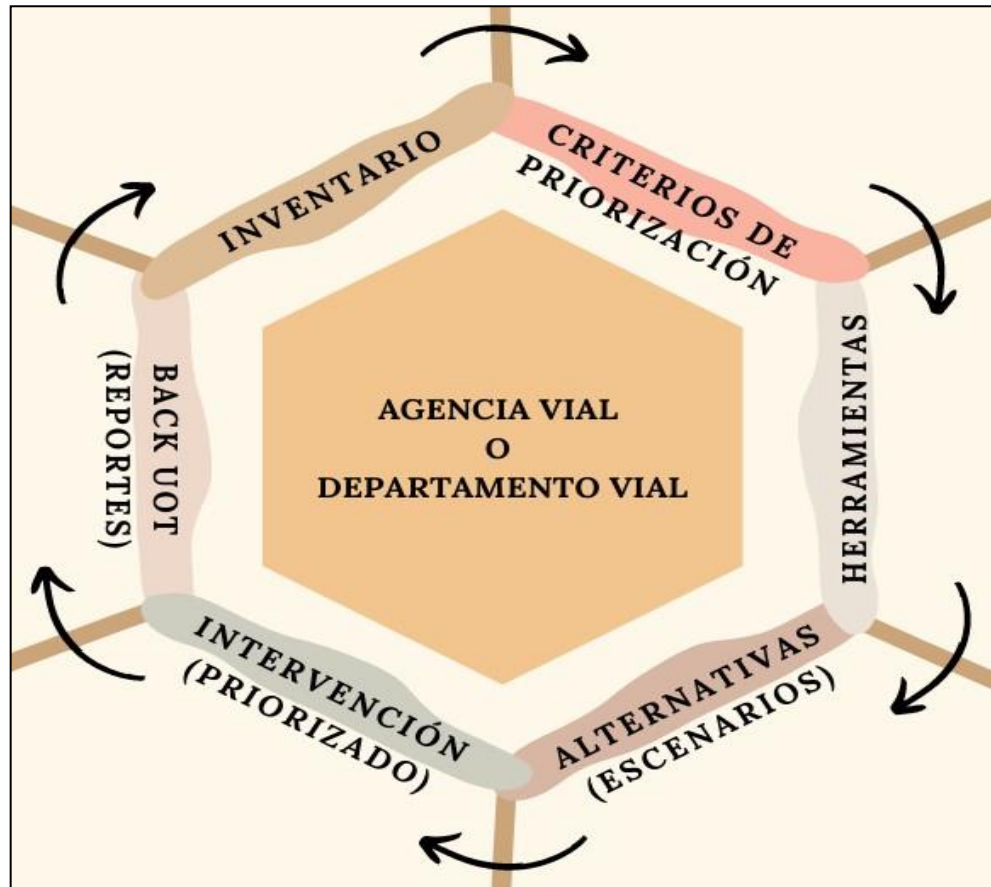 INVENTARIO
CRITERIOS DE
PRIORIZACIÓN
HERRAMIENTAS
ALTERNATIVAS
(ESCENARIOS)
INTERVENCIÓN
(PRIORIZADO)
BACK UOT
(REPORTES)
AGENCIA VIAL
O
DEPARTAMENTO VIAL